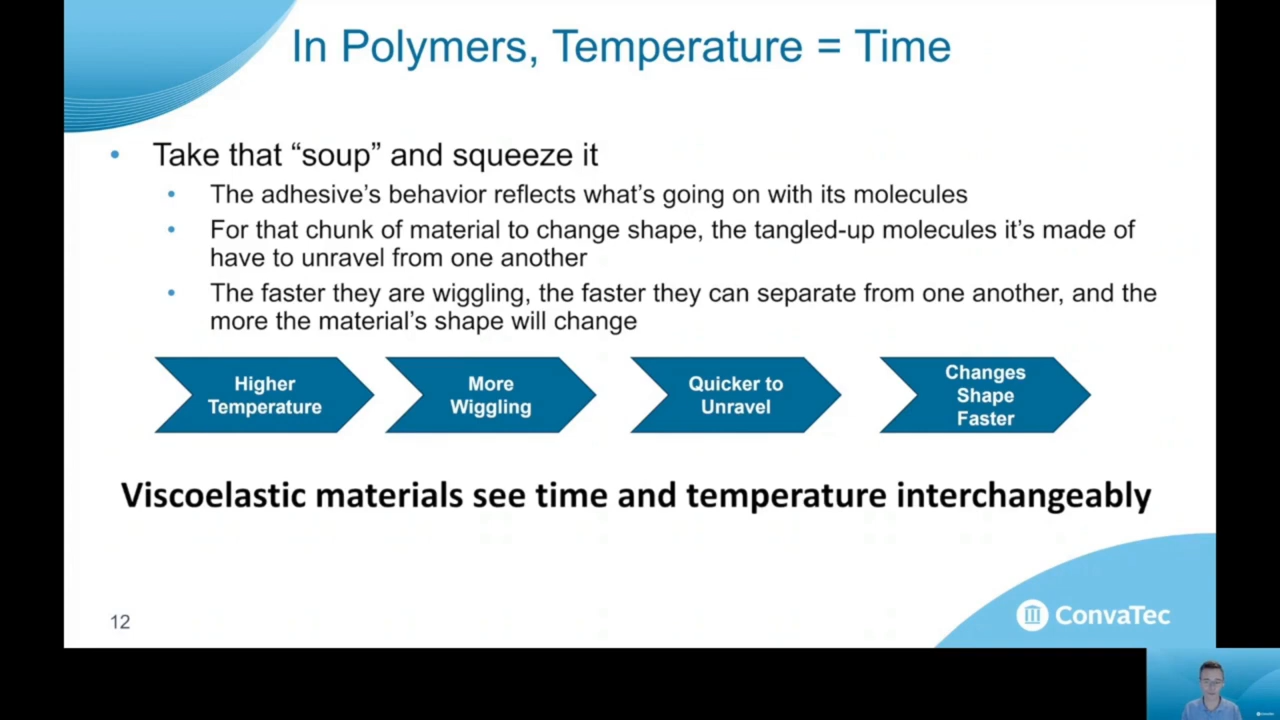 In Polymers, Temperature = Time
• Take that “soup” and squeeze it
• The adhesive’s behavior reflects what’s going on with its molecules
• For that chunk of material to change shape, the tangled-up molecules it’s made of
have to unravel from one another
• The faster they are wiggling, the faster they can separate from one another, and the
more the material’s shape will change
Higher
Temperature
More
Wiggling
Quicker to
Unravel
Changes
Shape
Faster
Viscoelastic materials see time and temperature interchangeably
12
ConvaTec